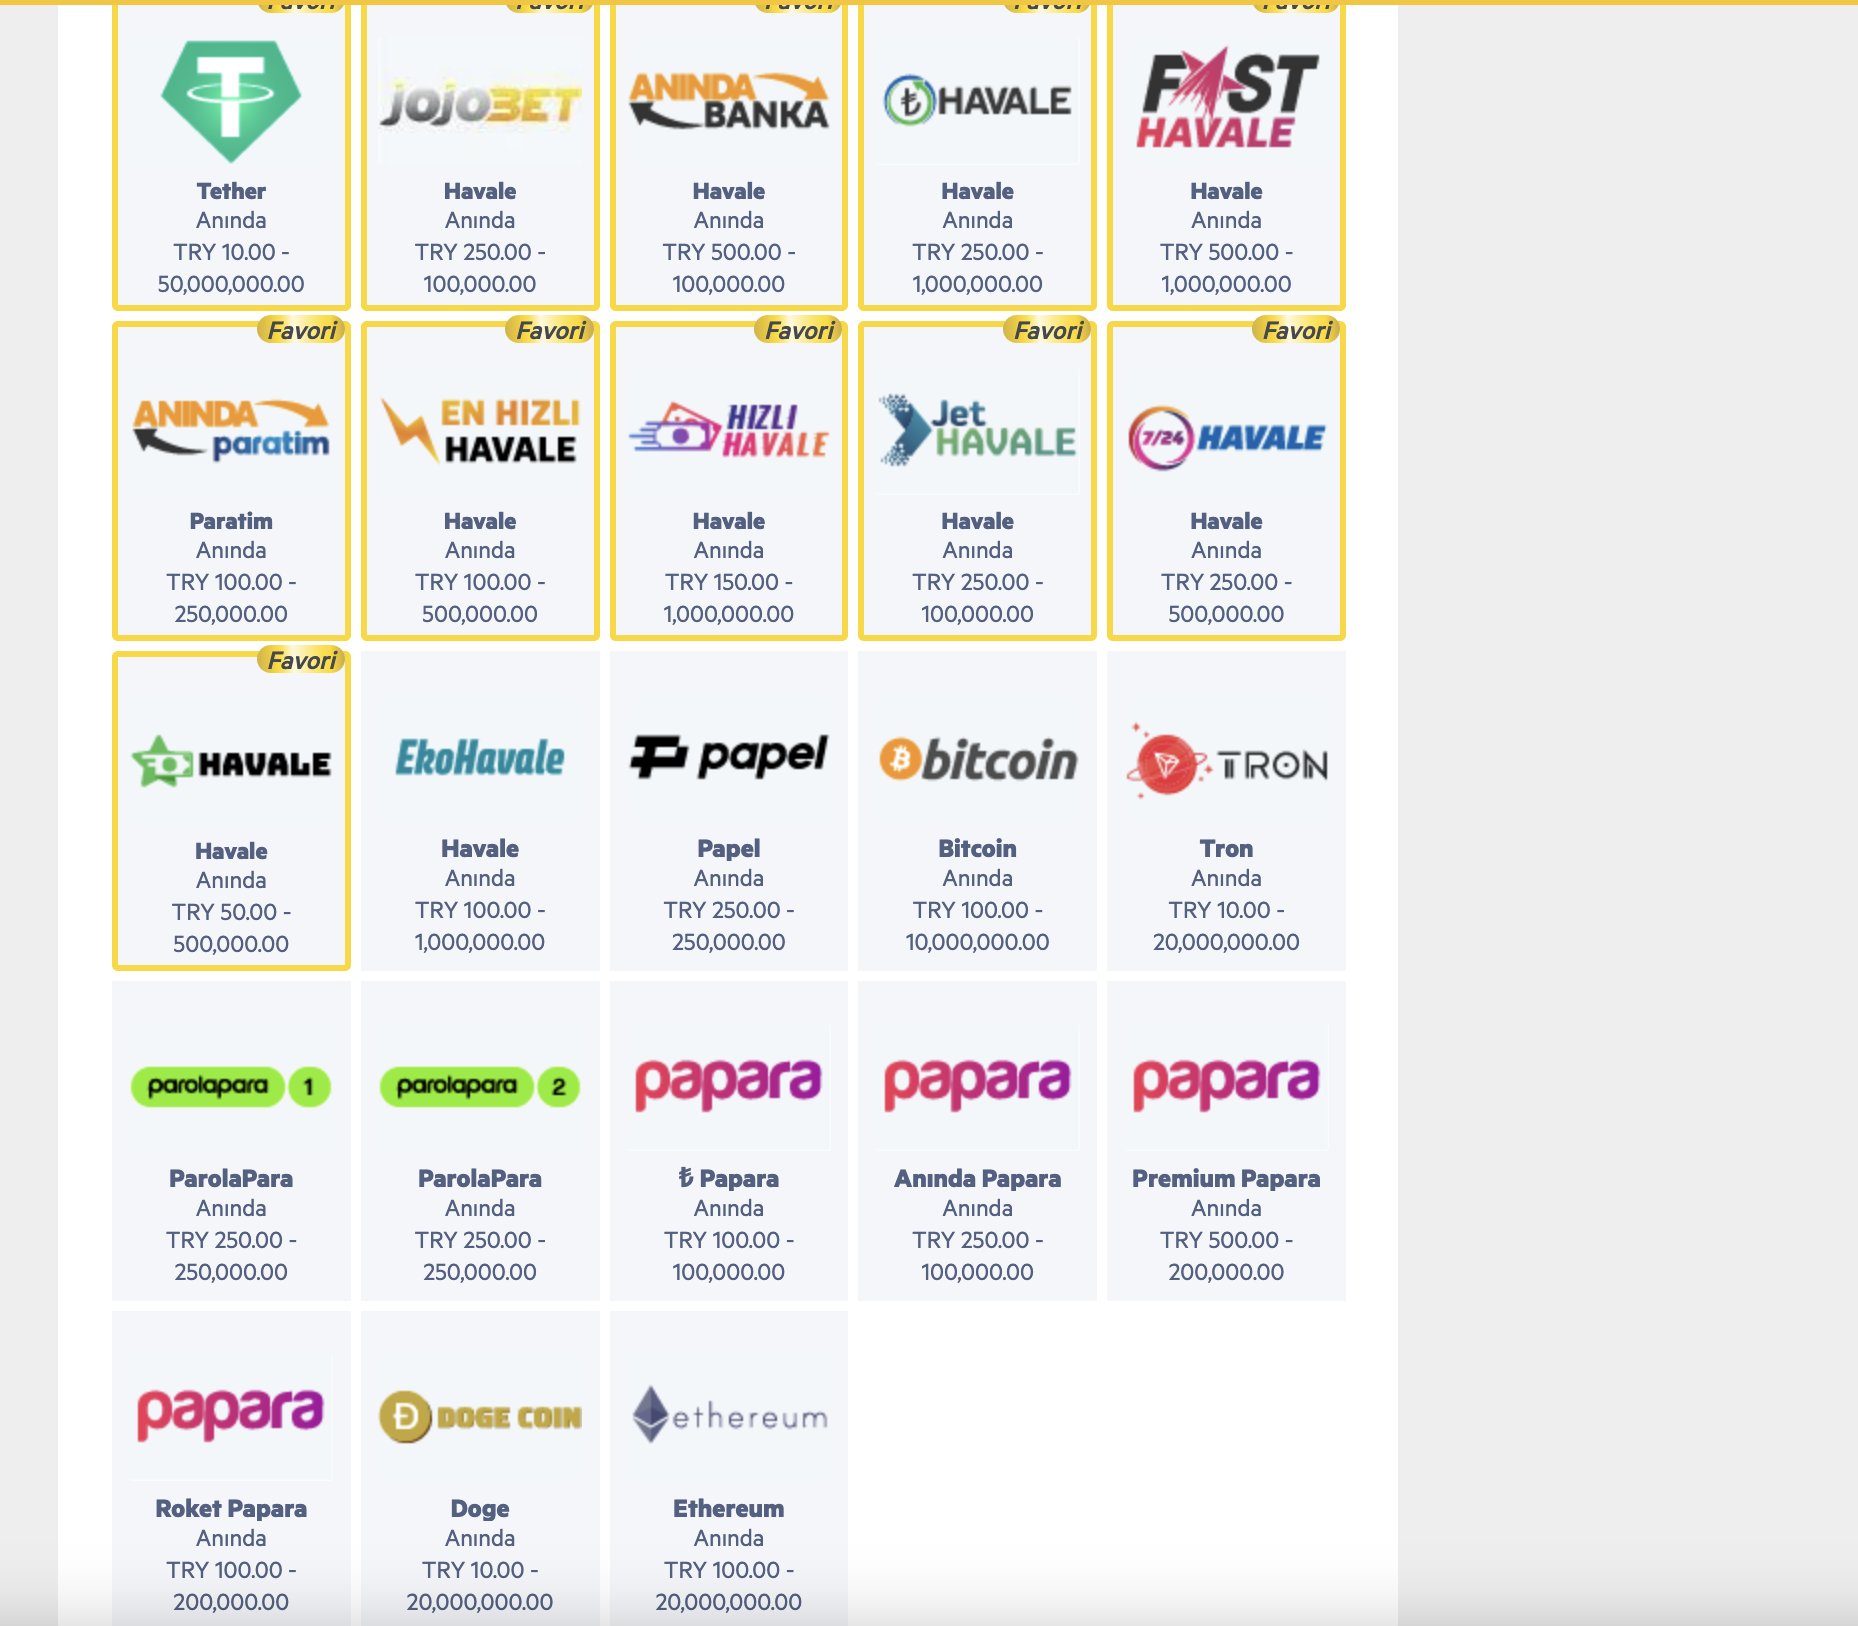 Favori Favori Favori Favori Favori
T jojoBET ANINDA BANKA ₺ HAVALE FAST HAVALE
Tether Havale Havale Havale Havale
Anında Anında Anında Anında Anında
TRY 10.00 - TRY 250.00 - TRY 500.00 - TRY 250.00 - TRY 500.00 -
50,000,000.00 100,000.00 100,000.00 1,000,000.00 1,000,000.00
Favori Favori Favori Favori Favori
ANINDA paratim EN HIZLI HAVALE HIZLI HAVALE Jet HAVALE 7/24 HAVALE
Paratim Havale Havale Havale Havale
Anında Anında Anında Anında Anında
TRY 100.00 - TRY 100.00 - TRY 150.00 - TRY 250.00 - TRY 250.00 -
250,000.00 500,000.00 1,000,000.00 100,000.00 500,000.00
Favori
HAVALE EkoHavale papel bitcoin TRON
Havale Havale Papel Bitcoin Tron
Anında Anında Anında Anında Anında
TRY 50.00 - TRY 100.00 - TRY 250.00 - TRY 100.00 - TRY 10.00 -
500,000.00 1,000,000.00 250,000.00 10,000,000.00 20,000,000.00
parolapara 1 parolapara 2 papara papara papara
ParolaPara ParolaPara ₺ Papara Anında Papara Premium Papara
Anında Anında Anında Anında Anında
TRY 250.00 - TRY 250.00 - TRY 100.00 - TRY 250.00 - TRY 500.00 -
250,000.00 250,000.00 100,000.00 100,000.00 200,000.00
papara DOGE COIN ethereum
Roket Papara Doge Ethereum
Anında Anında Anında
TRY 100.00 - TRY 10.00 - TRY 100.00 -
200,000.00 20,000,000.00 20,000,000.00